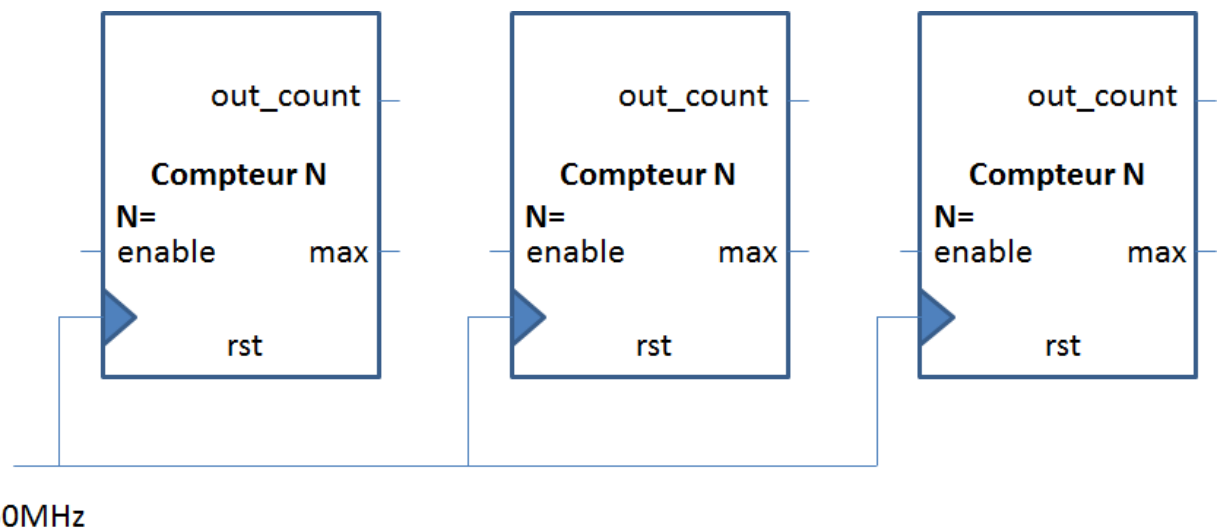 out_count
Compteur N
N=
enable max
rst
out_count
Compteur N
N=
enable max
rst
out_count
Compteur N
N=
enable max
rst
0MHz